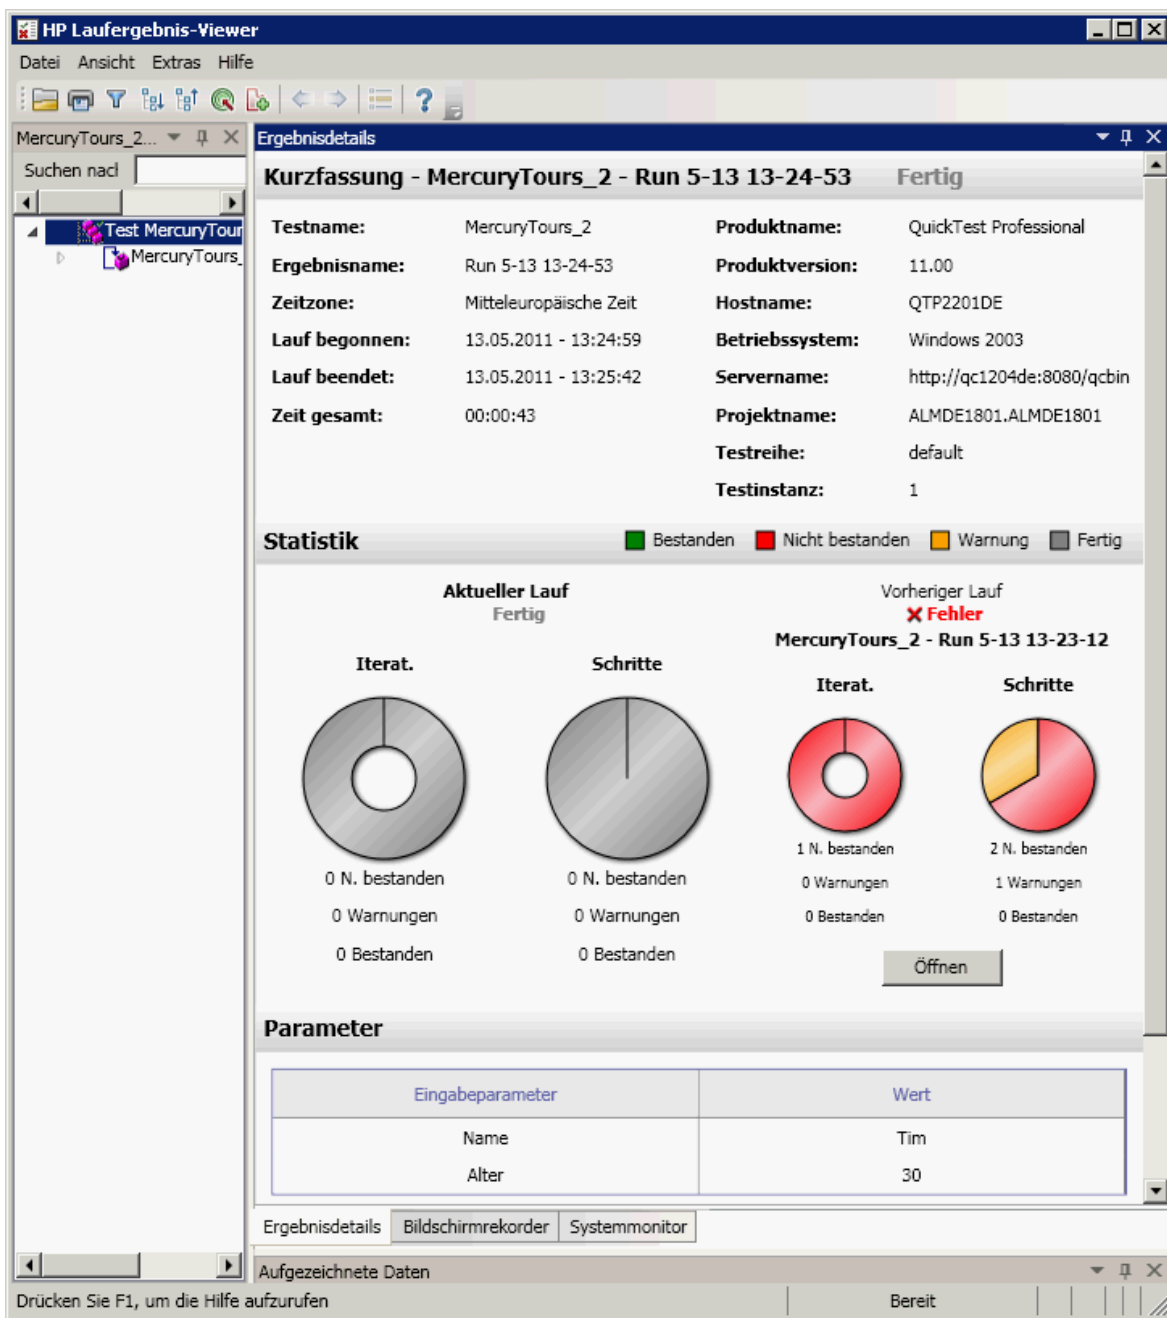 HP Laufergebnis-Viewer
Datei Ansicht Extras Hilfe
MercuryTours_2...
Suchen nach
Test MercuryTour
MercuryTours_
Ergebnisdetails
Kurzfassung - MercuryTours_2 - Run 5-13 13-24-53 Fertig
Testname: MercuryTours_2 Produktname: QuickTest Professional
Ergebnisname: Run 5-13 13-24-53 Produktversion: 11.00
Zeitzone: Mitteleuropäische Zeit Hostname: QTP2201DE
Lauf begonnen: 13.05.2011 - 13:24:59 Betriebssystem: Windows 2003
Lauf beendet: 13.05.2011 - 13:25:42 Servername: http://qc1204de:8080/qcbin
Zeit gesamt: 00:00:43 Projektname: ALMDE1801.ALMDE1801
Testreihe: default
Testinstanz: 1
Statistik Bestanden Nicht bestanden Warnung Fertig
Aktueller Lauf
Fertig
Iterat. Schritte
0 N. bestanden 0 N. bestanden
0 Warnungen 0 Warnungen
0 Bestanden 0 Bestanden
Vorheriger Lauf
Fehler
MercuryTours_2 - Run 5-13 13-23-12
Iterat. Schritte
1 N. bestanden 2 N. bestanden
0 Warnungen 1 Warnungen
0 Bestanden 0 Bestanden
Öffnen
Parameter
Eingabeparameter Wert
Name Tim
Alter 30
Ergebnisdetails Bildschirmrekorder Systemmonitor
Aufgezeichnete Daten
Drücken Sie F1, um die Hilfe aufzurufen Bereit